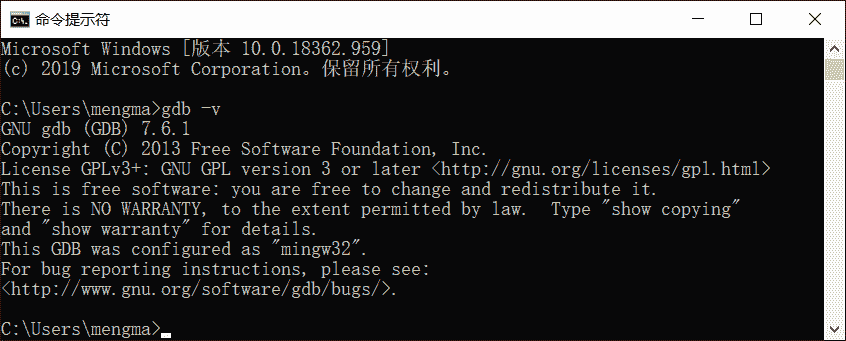 命令提示符
Microsoft Windows [版本 10.0.18362.959]
(c) 2019 Microsoft Corporation。保留所有权利。
C:\Users\mengma>gdb -v
GNU gdb (GDB) 7.6.1
Copyright (C) 2013 Free Software Foundation, Inc.
License GPLv3+: GNU GPL version 3 or later <http://gnu.org/licenses/gpl.html>
This is free software: you are free to change and redistribute it.
There is NO WARRANTY, to the extent permitted by law.  Type "show copying"
and "show warranty" for details.
This GDB was configured as "mingw32".
For bug reporting instructions, please see:
<http://www.gnu.org/software/gdb/bugs/>.
C:\Users\mengma>